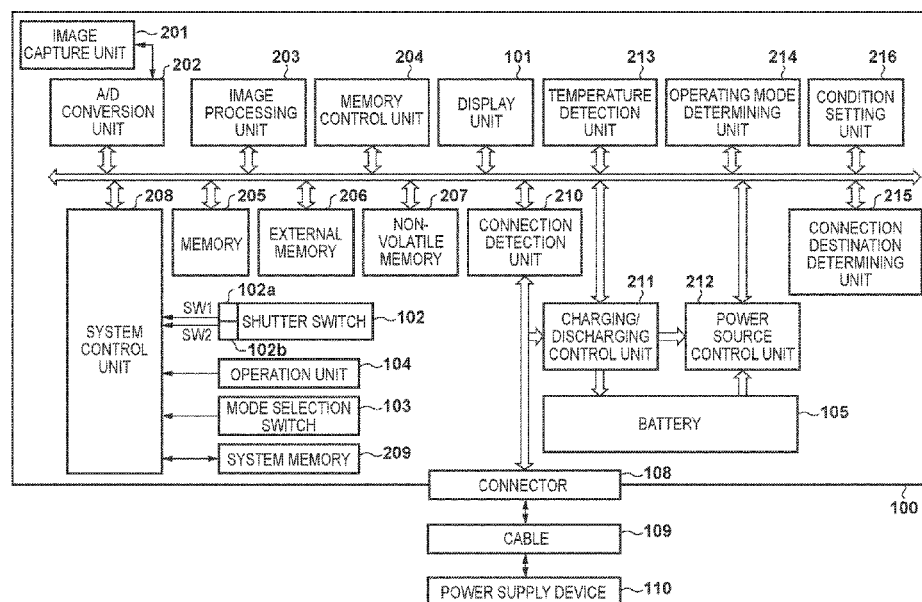 201
IMAGE
CAPTURE UNIT
202
203
204
101
213
214
216
A/D
CONVERSION
UNIT
IMAGE
PROCESSING
UNIT
MEMORY
CONTROL UNIT
DISPLAY
UNIT
TEMPERATURE
DETECTION
UNIT
OPERATING MODE
DETERMINING
UNIT
CONDITION
SETTING
UNIT
208
205
206
207
210
215
SYSTEM
CONTROL
UNIT
MEMORY
EXTERNAL
MEMORY
NON-
VOLATILE
MEMORY
CONNECTION
DETECTION
UNIT
CONNECTION
DESTINATION
DETERMINING
UNIT
102a
SW1
SW2
SHUTTER SWITCH
102
102b
211
212
CHARGING/
DISCHARGING
CONTROL UNIT
POWER
SOURCE
CONTROL UNIT
OPERATION UNIT
104
MODE SELECTION
SWITCH
103
BATTERY
105
SYSTEM MEMORY
209
CONNECTOR
108
100
CABLE
109
POWER SUPPLY DEVICE
110